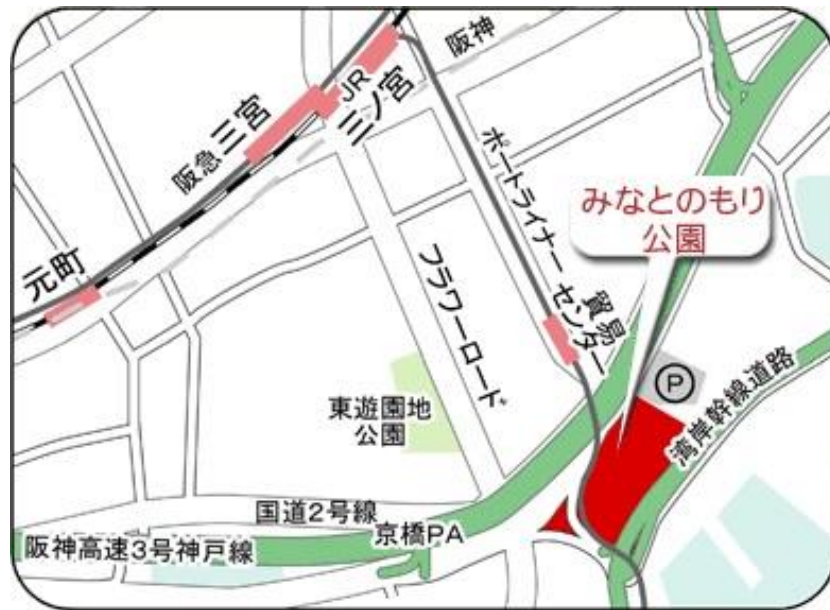 阪神
JR
三ノ宮
阪急三宮
元町
ポートライナー
みなとのもり
公園
貿易
センター
フラワーロード
P
東遊園地
公園
湾岸幹線道路
国道2号線
京橋PA
阪神高速3号神戸線